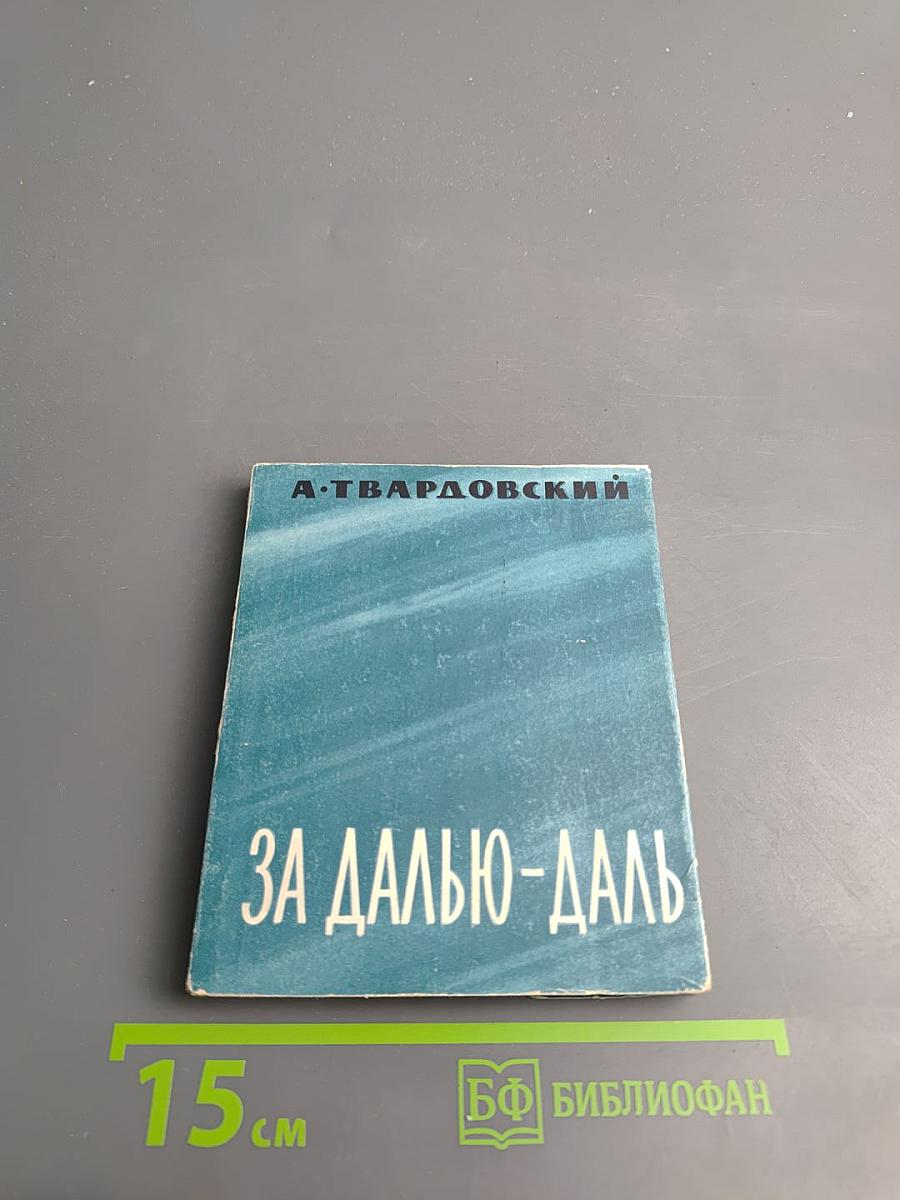 А·ТВАРДОВСКИЙ
ЗА ДАЛЬЮ-ДАЛЬ
15 см
БФ БИБЛИОФАН